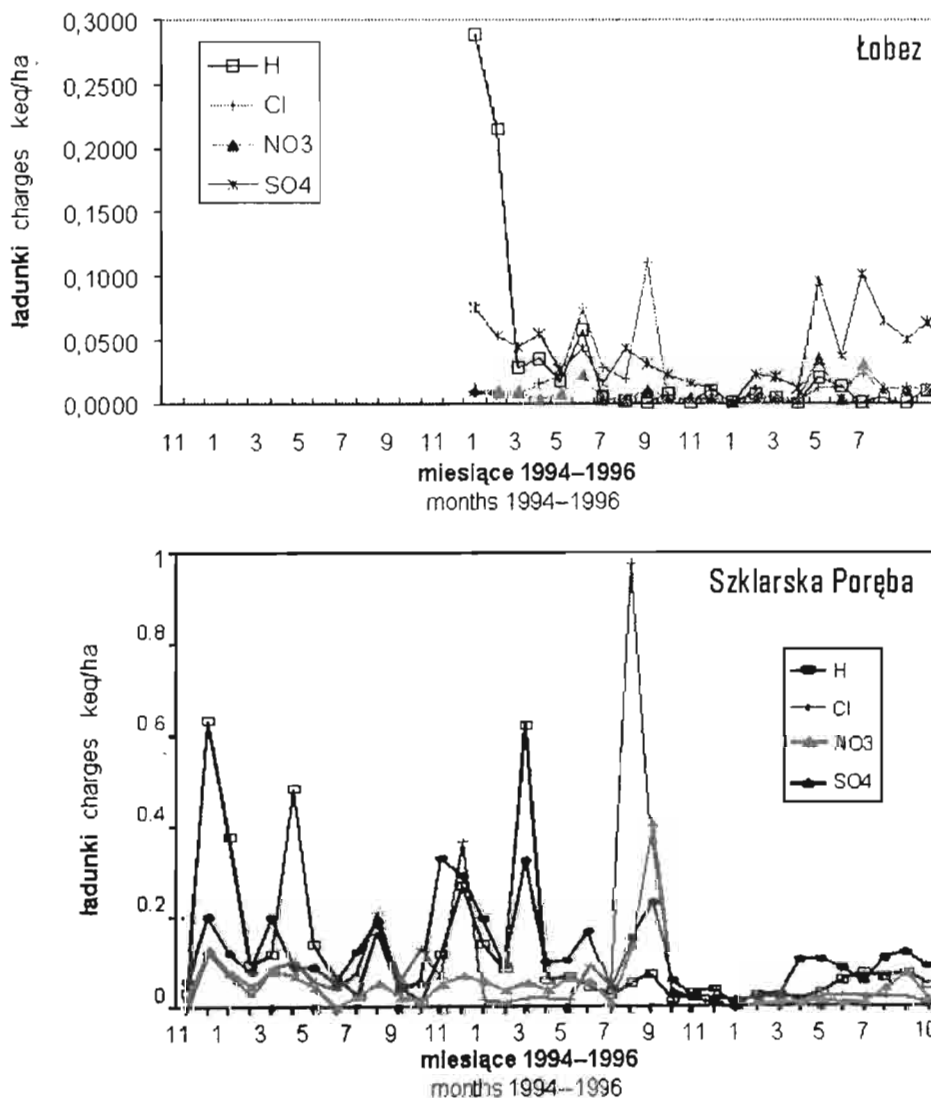 0,3000
0,2500
0,2000
0,1500
0,1000
0,0500
0,0000
ładunki charges keq/ha
H
Cl
NO3
SO4
Łobez
11 1 3 5 7 9 11 1 3 5 7 9 11 1 3 5 7
miesiące 1994–1996
months 1994–1996
1
0.8
0.6
0.4
0.2
0
ładunki charges keq/ha
Szklarska Poręba
H
Cl
NO3
SO4
11 1 3 5 7 9 11 1 3 5 7 9 11 1 3 5 7 9 10
miesiące 1994–1996
months 1994–1996